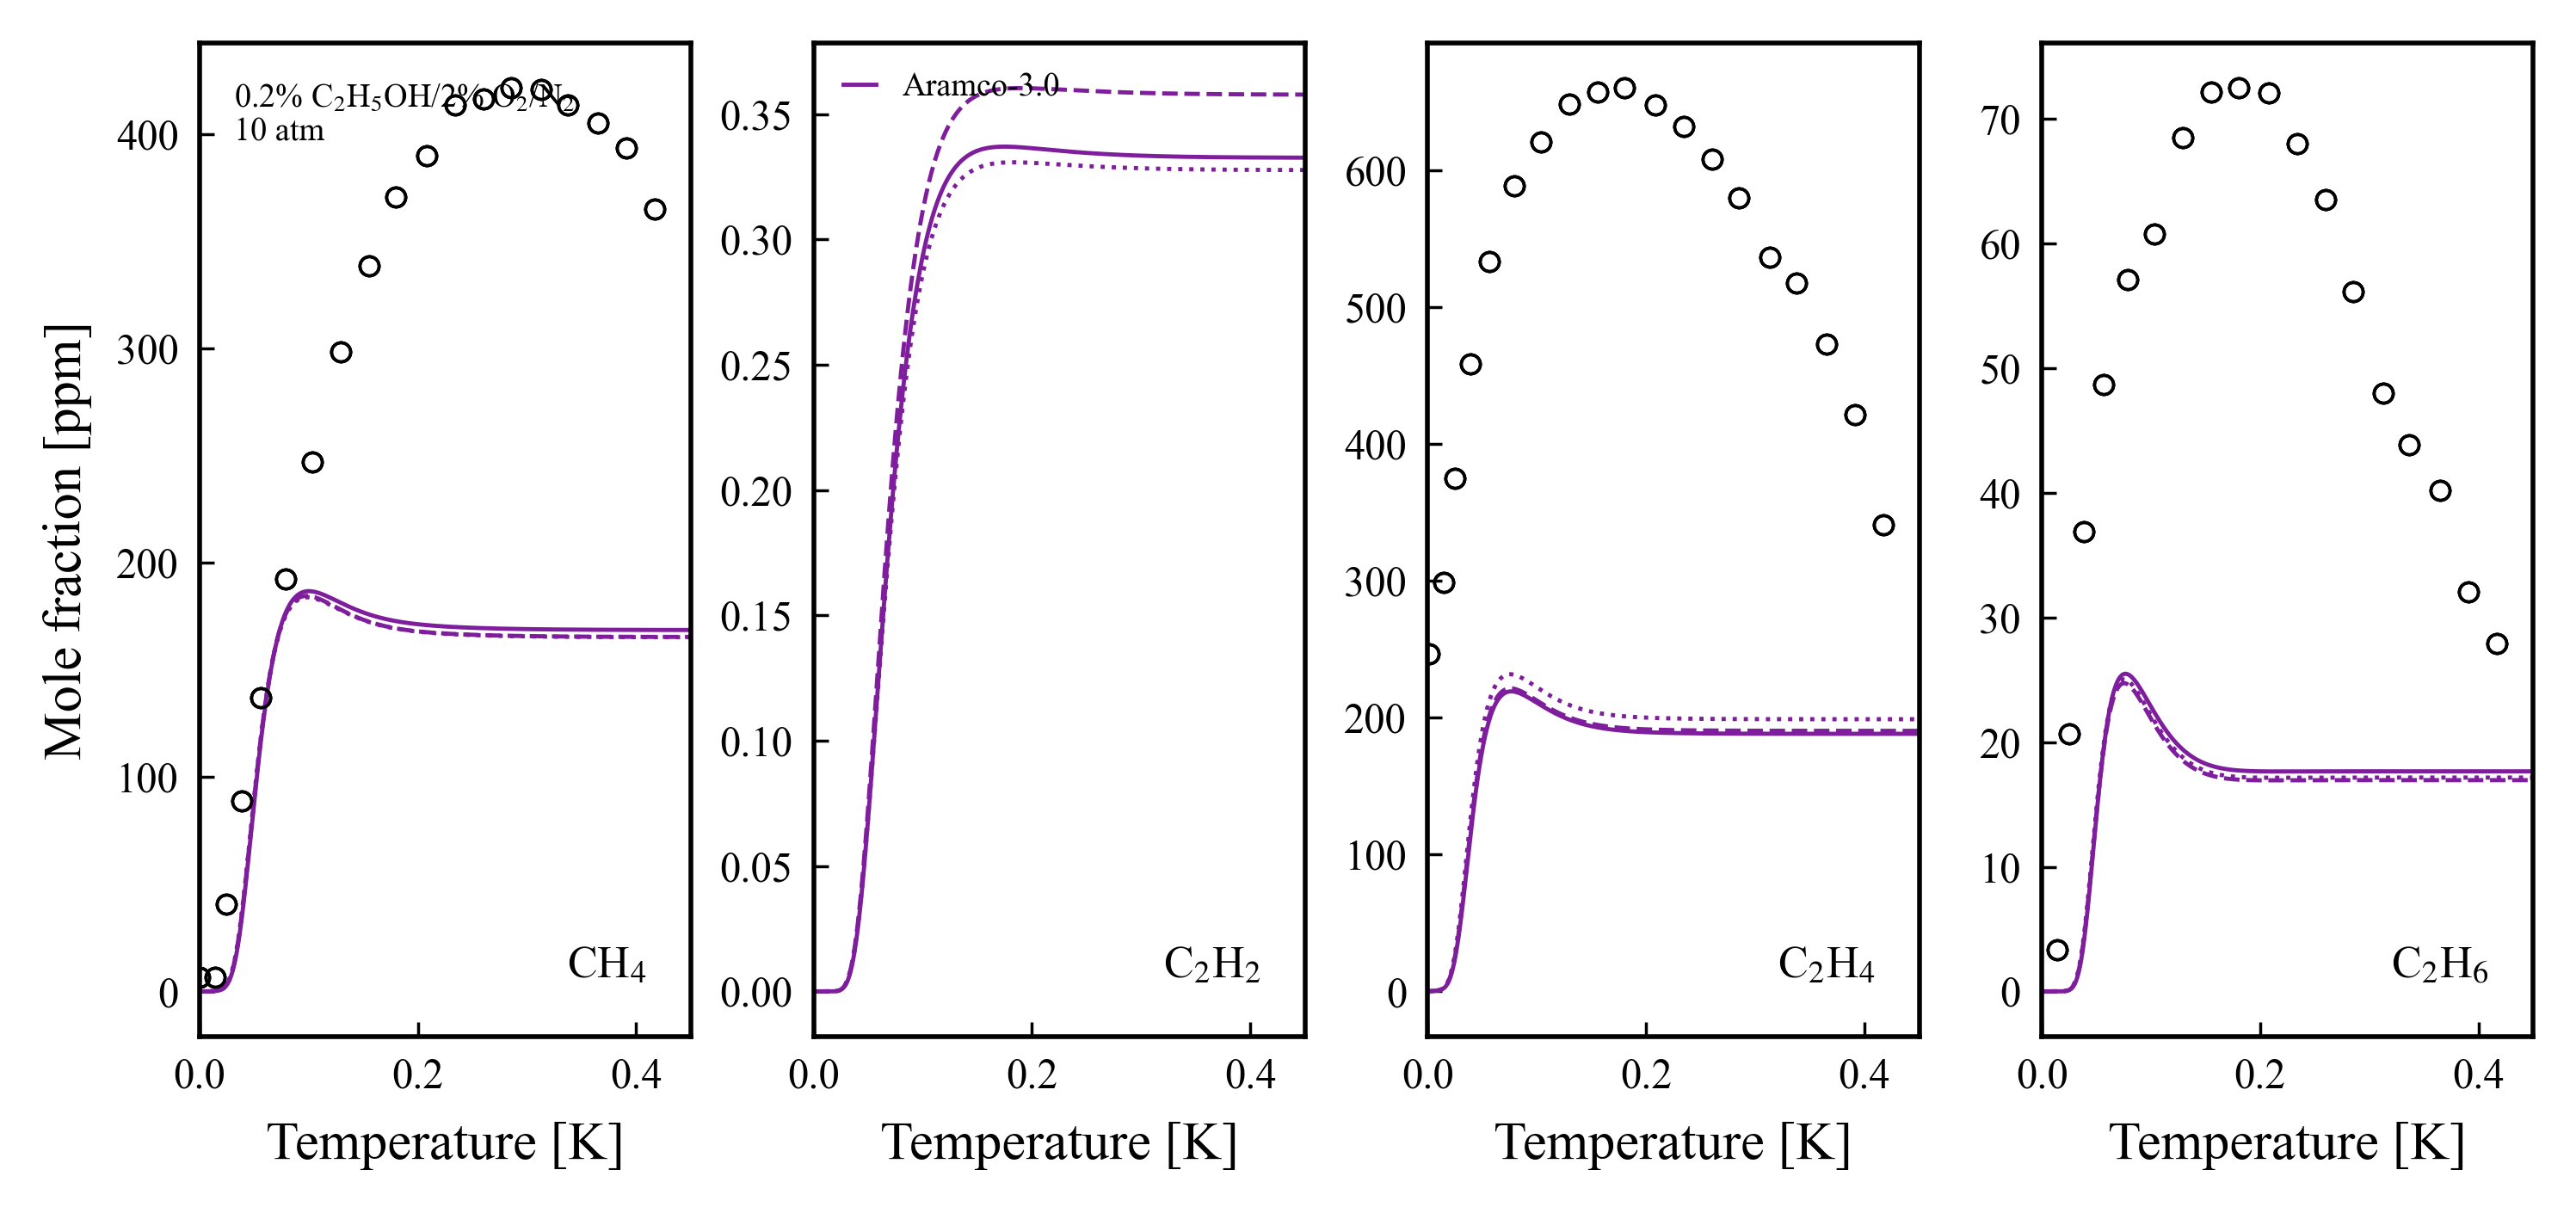 Mole fraction [ppm]
0.2% C₂H₅OH/2% O₂/N₂
10 atm
400
300
200
100
0
0.0 0.2 0.4
Temperature [K]
CH₄
Aramco-3.0
0.35
0.30
0.25
0.20
0.15
0.10
0.05
0.00
0.0 0.2 0.4
Temperature [K]
C₂H₂
600
500
400
300
200
100
0
0.0 0.2 0.4
Temperature [K]
C₂H₄
70
60
50
40
30
20
10
0
0.0 0.2 0.4
Temperature [K]
C₂H₆